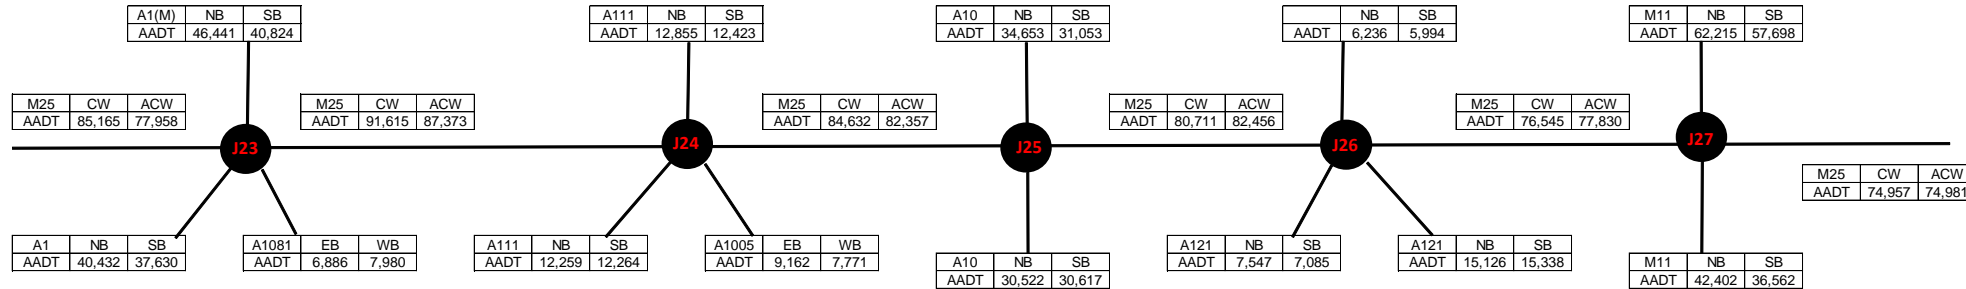 A1(M) NB SB
AADT 46,441 40,824
A111 NB SB
AADT 12,855 12,423
A10 NB SB
AADT 34,653 31,053
NB SB
AADT 6,236 5,994
M11 NB SB
AADT 62,215 57,698
M25 CW ACW
AADT 85,165 77,958
M25 CW ACW
AADT 91,615 87,373
M25 CW ACW
AADT 84,632 82,357
M25 CW ACW
AADT 80,711 82,456
M25 CW ACW
AADT 76,545 77,830
J23
J24
J25
J26
J27
M25 CW ACW
AADT 74,957 74,981
A1 NB SB
AADT 40,432 37,630
A1081 EB WB
AADT 6,886 7,980
A111 NB SB
AADT 12,259 12,264
A1005 EB WB
AADT 9,162 7,771
A10 NB SB
AADT 30,522 30,617
A121 NB SB
AADT 7,547 7,085
A121 NB SB
AADT 15,126 15,338
M11 NB SB
AADT 42,402 36,562